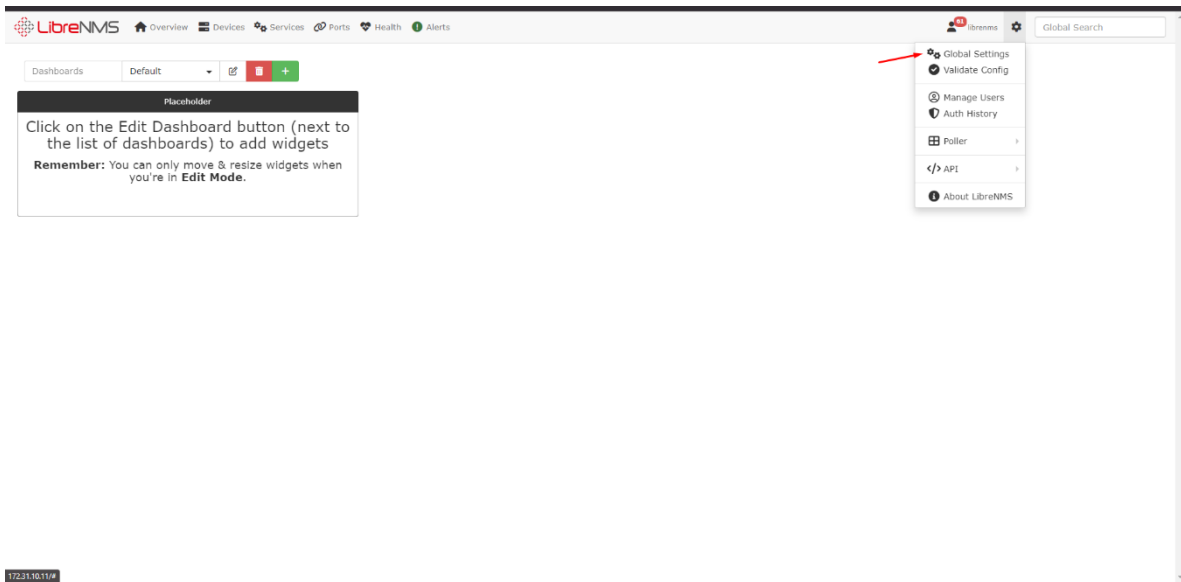 LibreNMS Overview Devices Services Ports Health Alerts 61 librenms Global Search
Global Settings
Validate Config
Manage Users
Auth History
Poller
API
About LibreNMS
Dashboards Default
Placeholder
Click on the Edit Dashboard button (next to
the list of dashboards) to add widgets
Remember: You can only move & resize widgets when
you're in Edit Mode.
172.31.10.11/#